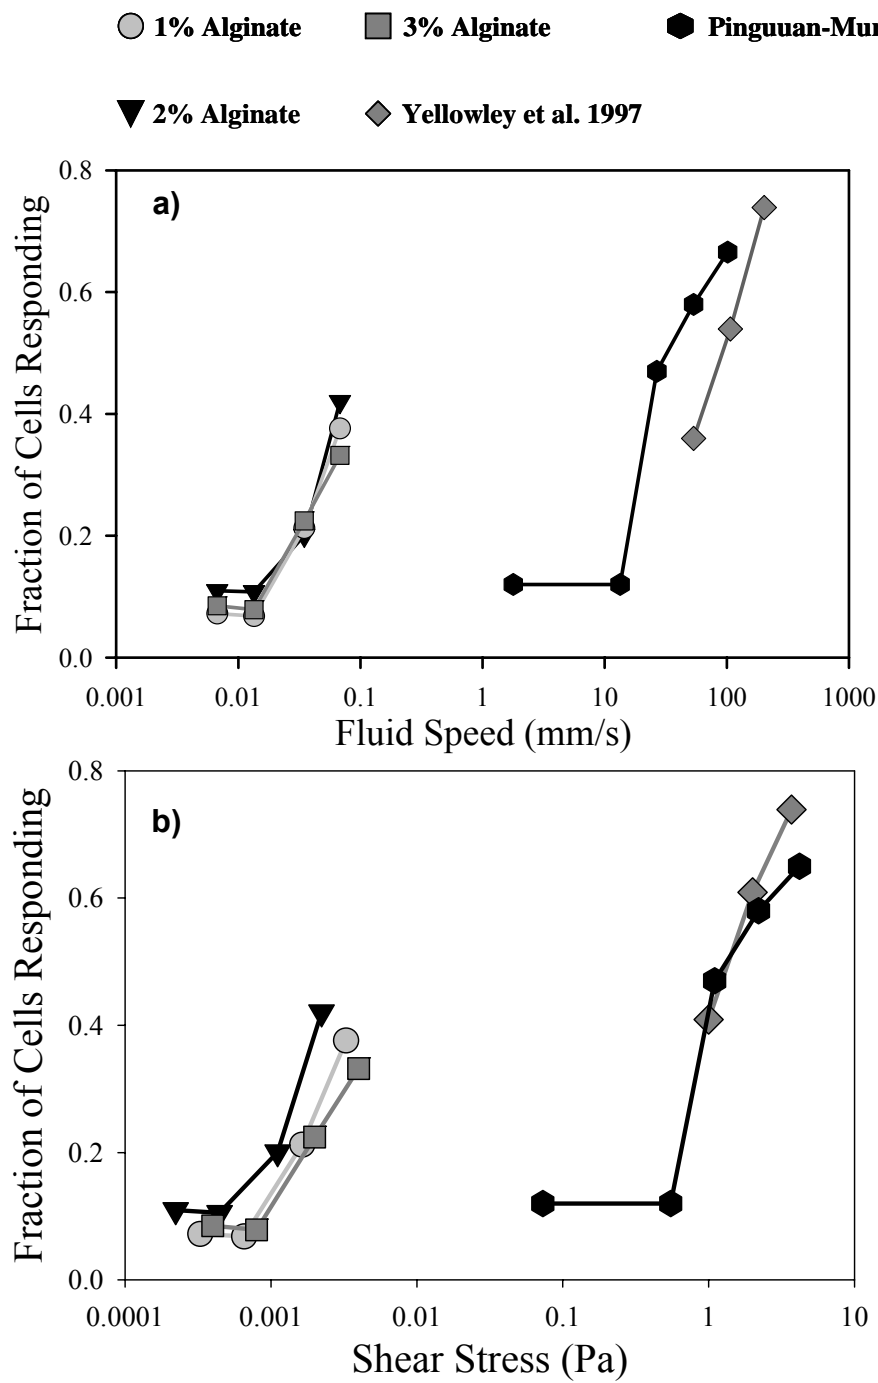 1% Alginate 3% Alginate Pinguuan-Mur
2% Alginate Yellowley et al. 1997
a)
Fraction of Cells Responding
0.8
0.6
0.4
0.2
0.0
0.001 0.01 0.1 1 10 100 1000
Fluid Speed (mm/s)
b)
Fraction of Cells Responding
0.8
0.6
0.4
0.2
0.0
0.0001 0.001 0.01 0.1 1 10
Shear Stress (Pa)